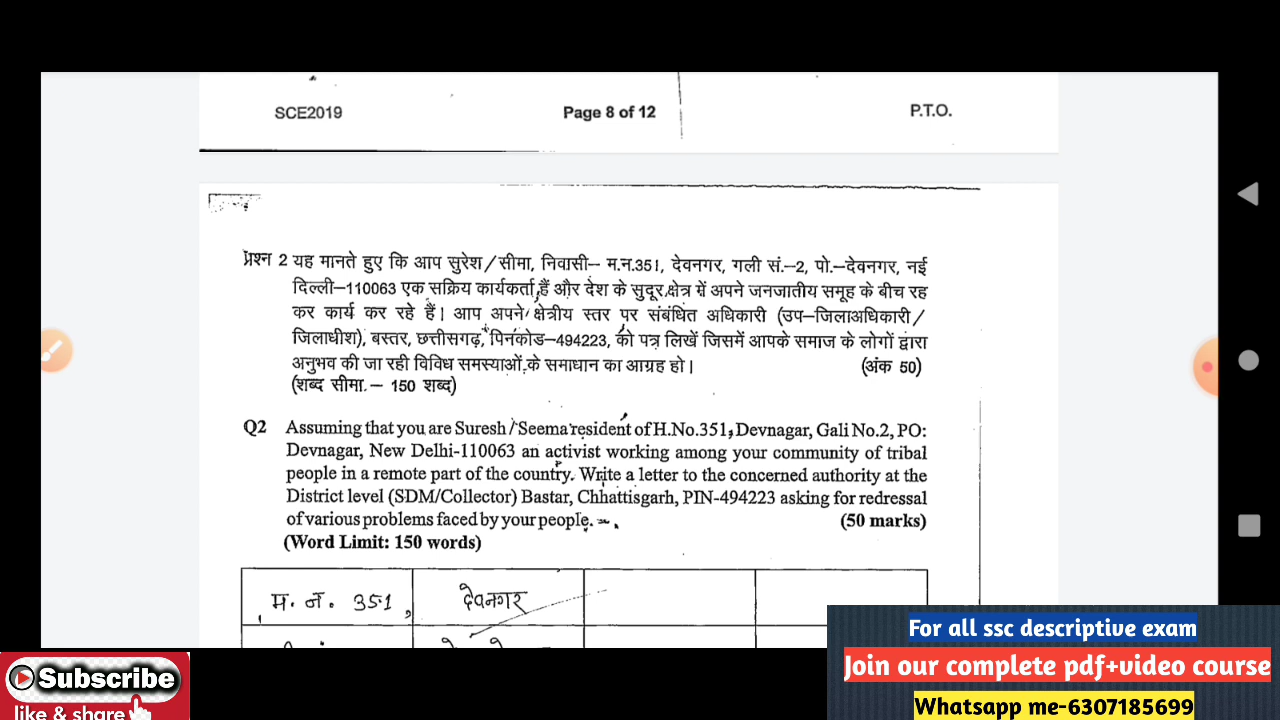 SCE2019 Page 8 of 12 P.T.O.
प्रश्न 2 यह मानते हुए कि आप सुरेश/सीमा, निवासी– म.न.351, देवनगर, गली सं.–2, पो.–देवनगर, नई
दिल्ली–110063 एक सक्रिय कार्यकर्ता हैं और देश के सुदूर क्षेत्र में अपने जनजातीय समूह के बीच रह
कर कार्य कर रहे हैं। आप अपने क्षेत्रीय स्तर पर संबंधित अधिकारी (उप–जिलाअधिकारी/
जिलाधीश), बस्तर, छत्तीसगढ़, पिनकोड–494223, को पत्र लिखें जिसमें आपके समाज के लोगों द्वारा
अनुभव की जा रही विविध समस्याओं के समाधान का आग्रह हो। (अंक 50)
(शब्द सीमा.– 150 शब्द)
Q2 Assuming that you are Suresh/Seema resident of H.No.351, Devnagar, Gali No.2, PO:
Devnagar, New Delhi-110063 an activist working among your community of tribal
people in a remote part of the country. Write a letter to the concerned authority at the
District level (SDM/Collector) Bastar, Chhattisgarh, PIN-494223 asking for redressal
of various problems faced by your people. (50 marks)
(Word Limit: 150 words)
म. न. 351, देवनगर
For all ssc descriptive exam
Join our complete pdf+video course
Whatsapp me-6307185699
Subscribe
like & share